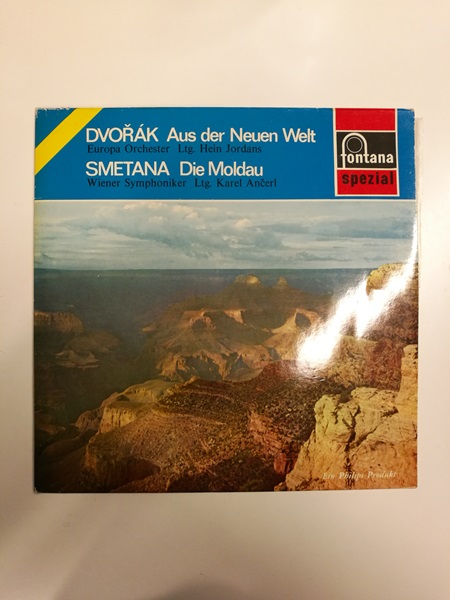 DVOŘÁK Aus der Neuen Welt
Europa Orchester Ltg. Hein Jordans
SMETANA Die Moldau
Wiener Symphoniker Ltg. Karel Ančerl
fontana
spezial
Ein Philips Produkt